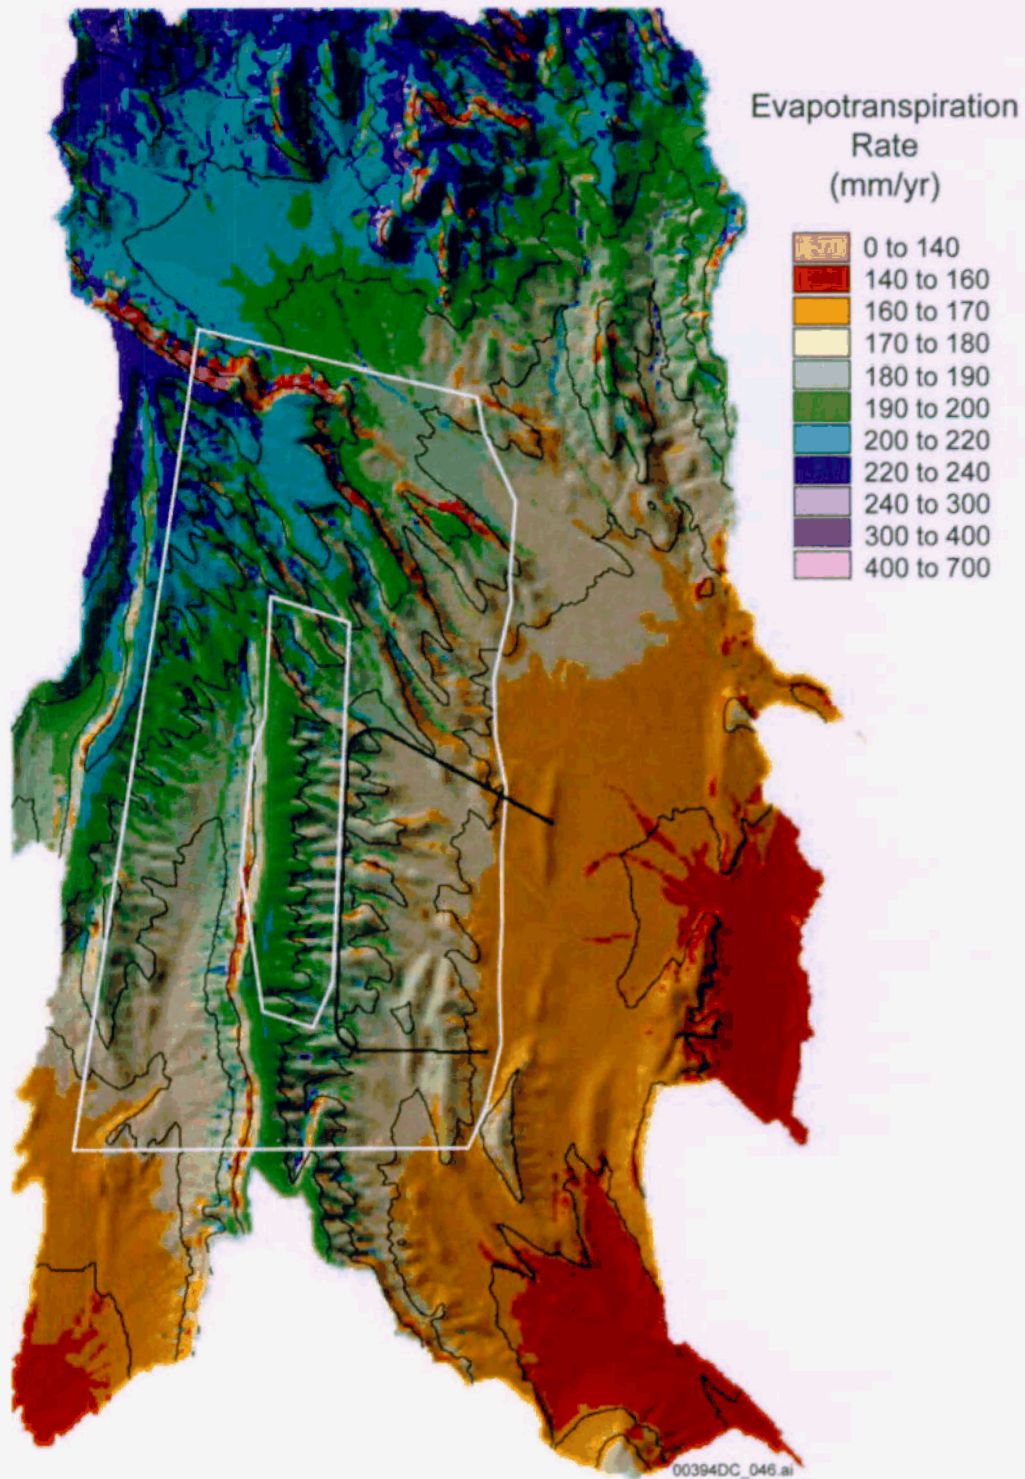 Evapotranspiration
Rate
(mm/yr)
0 to 140
140 to 160
160 to 170
170 to 180
180 to 190
190 to 200
200 to 220
220 to 240
240 to 300
300 to 400
400 to 700
00394DC_046.ai